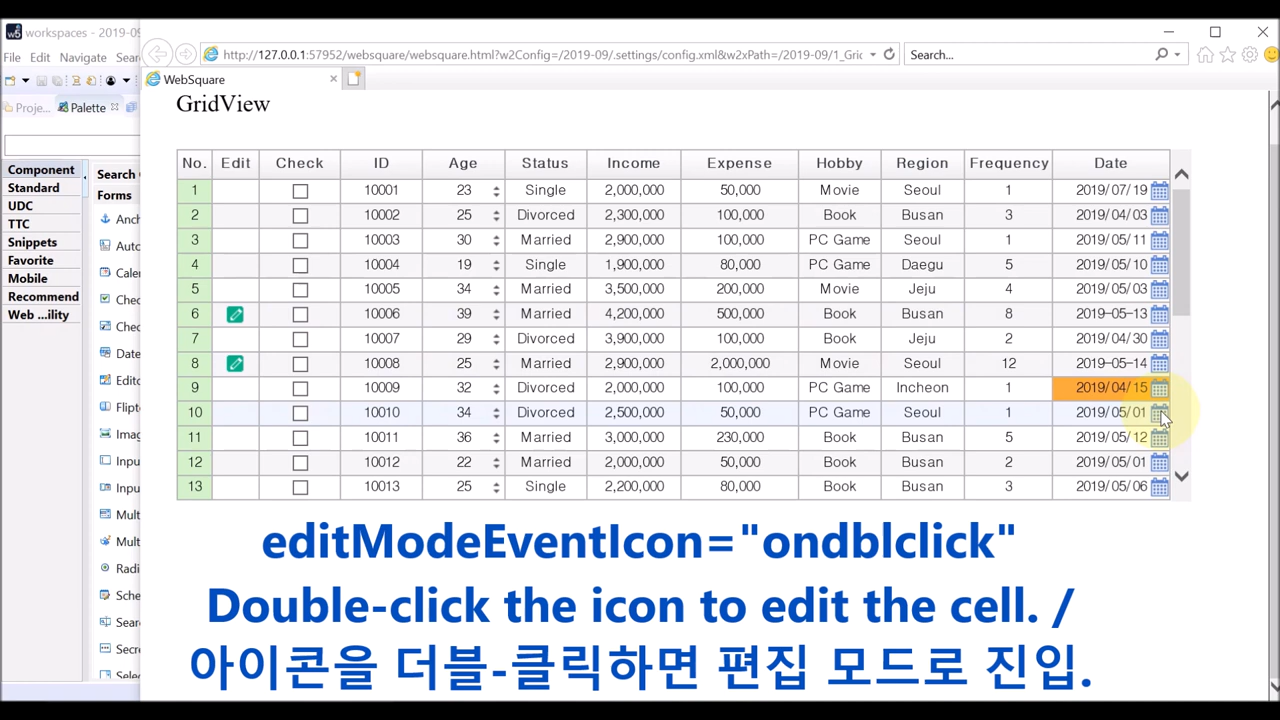 workspaces - 2019-09
File Edit Navigate Search
Proje... Palette
Component
Standard
UDC
TTC
Snippets
Favorite
Mobile
Recommend
Web ...ility
Search
Forms
http://127.0.0.1:57952/websquare/websquare.html?w2Config=/2019-09/.settings/config.xml&w2xPath=/2019-09/1_Gric
Search...
WebSquare
GridView
No. Edit Check ID Age Status Income Expense Hobby Region Frequency Date
1 10001 23 Single 2,000,000 50,000 Movie Seoul 1 2019/07/19
2 10002 25 Divorced 2,300,000 100,000 Book Busan 3 2019/04/03
3 10003 30 Married 2,900,000 100,000 PC Game Seoul 1 2019/05/11
4 10004 19 Single 1,900,000 80,000 PC Game Daegu 5 2019/05/10
5 10005 34 Married 3,500,000 200,000 Movie Jeju 4 2019/05/03
6 10006 39 Married 4,200,000 500,000 Book Busan 8 2019-05-13
7 10007 29 Divorced 3,900,000 100,000 Book Jeju 2 2019/04/30
8 10008 25 Married 2,900,000 2,000,000 Movie Seoul 12 2019-05-14
9 10009 32 Divorced 2,000,000 100,000 PC Game Incheon 1 2019/04/15
10 10010 34 Divorced 2,500,000 50,000 PC Game Seoul 1 2019/05/01
11 10011 38 Married 3,000,000 230,000 Book Busan 5 2019/05/12
12 10012 22 Married 2,000,000 50,000 Book Busan 2 2019/05/01
13 10013 25 Single 2,200,000 80,000 Book Busan 3 2019/05/06
editModeEventIcon="ondblclick"
Double-click the icon to edit the cell. /
아이콘을 더블-클릭하면 편집 모드로 진입.